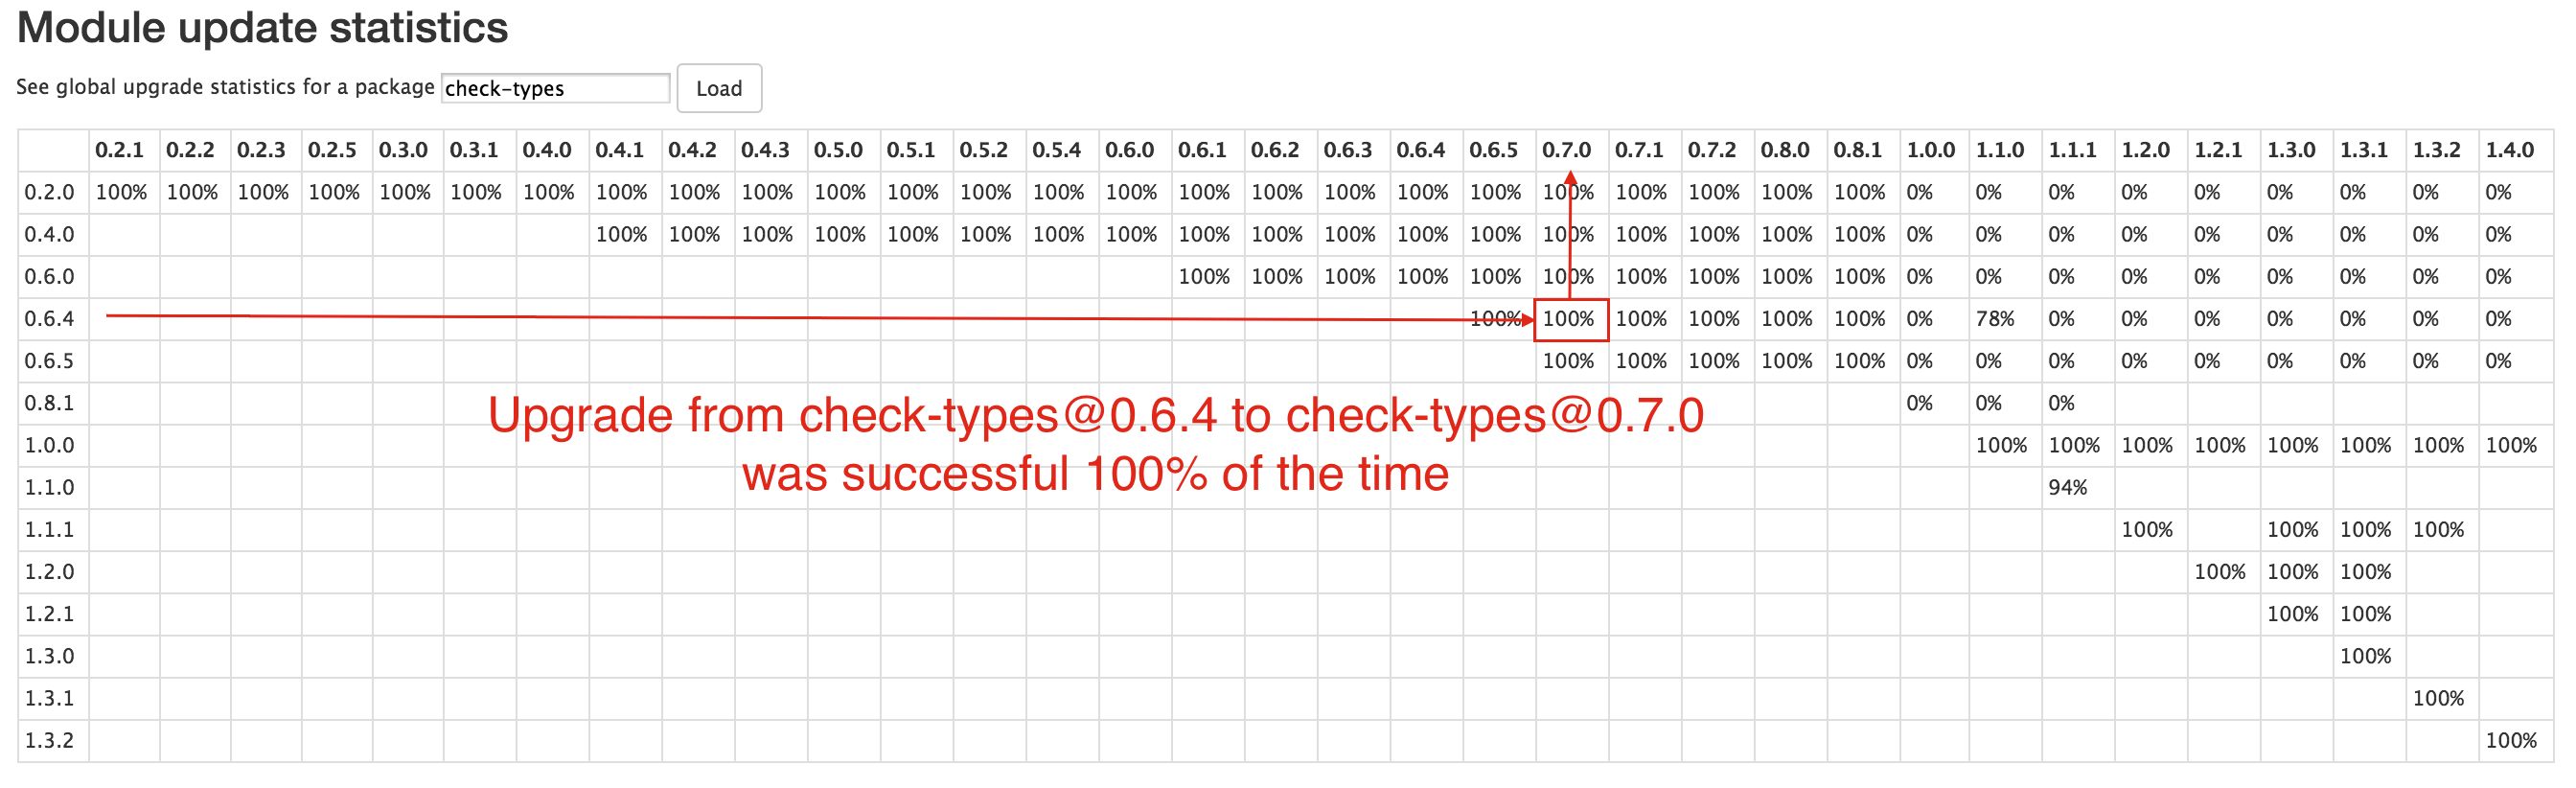 Module update statistics
See global upgrade statistics for a package check-types Load
0.2.1 0.2.2 0.2.3 0.2.5 0.3.0 0.3.1 0.4.0 0.4.1 0.4.2 0.4.3 0.5.0 0.5.1 0.5.2 0.5.4 0.6.0 0.6.1 0.6.2 0.6.3 0.6.4 0.6.5 0.7.0 0.7.1 0.7.2 0.8.0 0.8.1 1.0.0 1.1.0 1.1.1 1.2.0 1.2.1 1.3.0 1.3.1 1.3.2 1.4.0
0.2.0 100% 100% 100% 100% 100% 100% 100% 100% 100% 100% 100% 100% 100% 100% 100% 100% 100% 100% 100% 100% 100% 100% 100% 100% 100% 0% 0% 0% 0% 0% 0% 0% 0% 0%
0.4.0 100% 100% 100% 100% 100% 100% 100% 100% 100% 100% 100% 100% 100% 100% 100% 100% 100% 100% 0% 0% 0% 0% 0% 0% 0% 0% 0%
0.6.0 100% 100% 100% 100% 100% 100% 100% 100% 100% 100% 0% 0% 0% 0% 0% 0% 0% 0% 0%
0.6.4 100% 100% 100% 100% 100% 100% 0% 78% 0% 0% 0% 0% 0% 0% 0%
0.6.5 100% 100% 100% 100% 100% 0% 0% 0% 0% 0% 0% 0% 0% 0%
0.8.1 0% 0% 0%
Upgrade from check-types@0.6.4 to check-types@0.7.0
1.0.0 100% 100% 100% 100% 100% 100% 100% 100%
was successful 100% of the time
1.1.0 94%
1.1.1 100% 100% 100% 100%
1.2.0 100% 100% 100%
1.2.1 100% 100%
1.3.0 100%
1.3.1 100%
1.3.2 100%